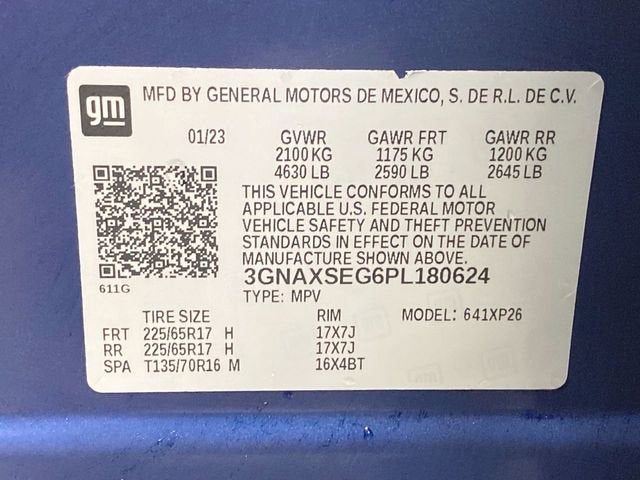 gm
MFD BY GENERAL MOTORS DE MEXICO, S. DE R.L. DE C.V.
01/23 GVWR GAWR FRT GAWR RR
2100 KG 1175 KG 1200 KG
4630 LB 2590 LB 2645 LB
THIS VEHICLE CONFORMS TO ALL
APPLICABLE U.S. FEDERAL MOTOR
VEHICLE SAFETY AND THEFT PREVENTION
STANDARDS IN EFFECT ON THE DATE OF
MANUFACTURE SHOWN ABOVE.
611G
3GNAXSEG6PL180624
TYPE: MPV
TIRE SIZE RIM MODEL: 641XP26
FRT 225/65R17 H 17X7J
RR 225/65R17 H 17X7J
SPA T135/70R16 M 16X4BT